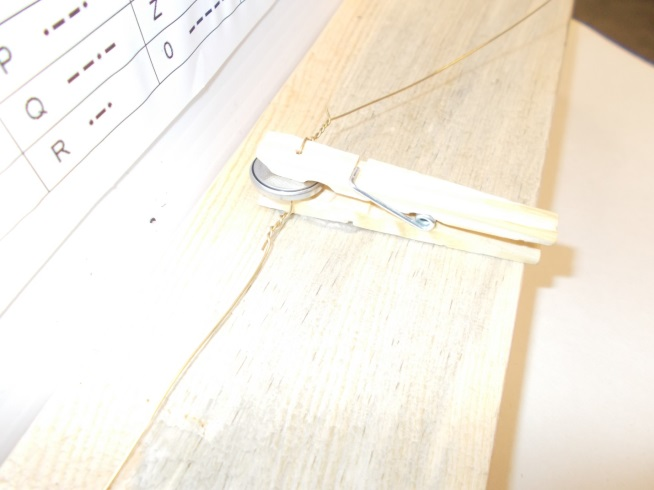 P ·--· Z
Q --·- 0 -----
R ·-·